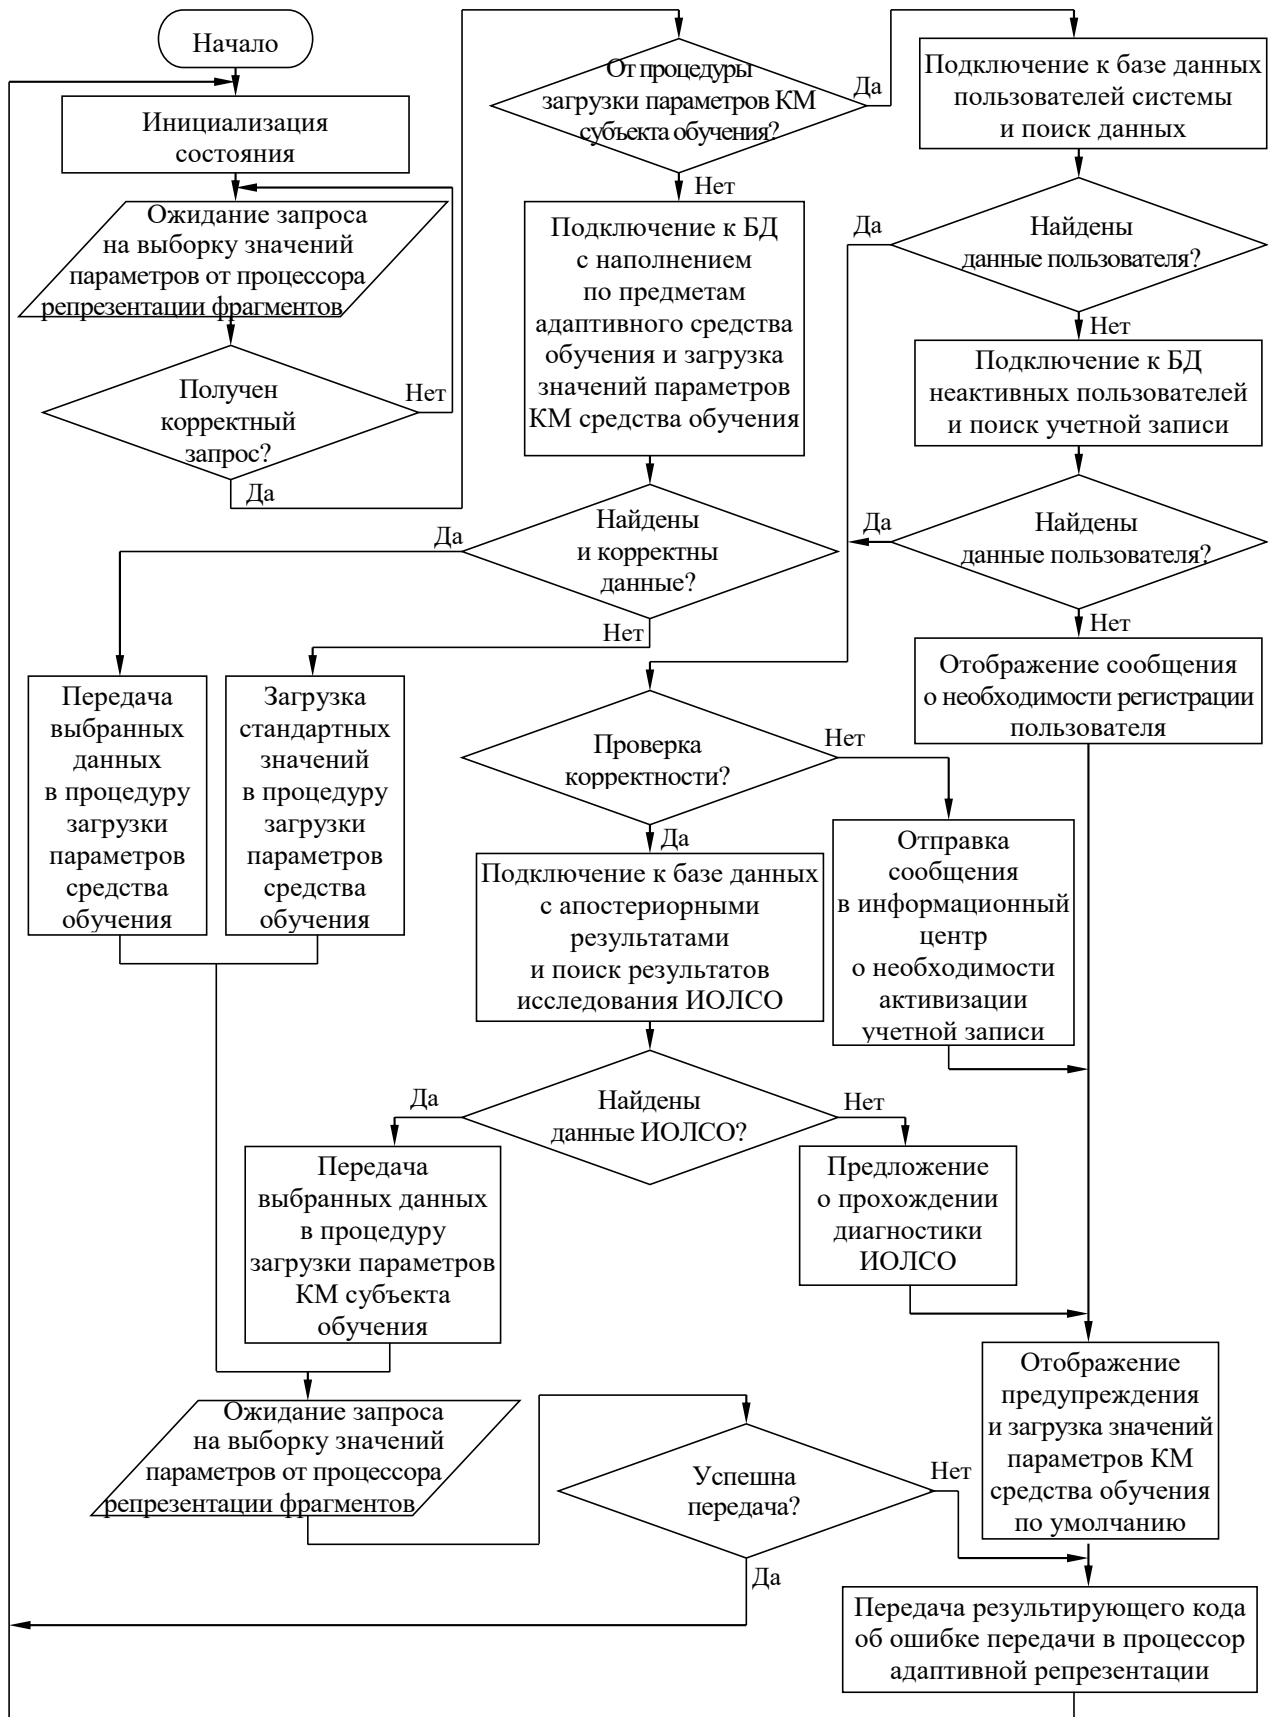 Начало
Инициализация
состояния
Ожидание запроса
на выборку значений
параметров от процессора
репрезентации фрагментов
Получен
корректный
запрос?
Нет
Да
От процедуры
загрузки параметров КМ
субъекта обучения?
Да
Нет
Подключение к базе данных
пользователей системы
и поиск данных
Найдены
данные пользователя?
Да
Нет
Подключение к БД
с наполнением
по предметам
адаптивного средства
обучения и загрузка
значений параметров
КМ средства обучения
Подключение к БД
неактивных пользователей
и поиск учетной записи
Найдены
и корректны
данные?
Да
Нет
Найдены
данные пользователя?
Да
Нет
Отображение сообщения
о необходимости регистрации
пользователя
Передача
выбранных
данных
в процедуру
загрузки
параметров
средства
обучения
Загрузка
стандартных
значений
в процедуру
загрузки
параметров
средства
обучения
Проверка
корректности?
Нет
Да
Подключение к базе данных
с апостериорными
результатами
и поиск результатов
исследования ИОЛСО
Отправка
сообщения
в информационный
центр
о необходимости
активизации
учетной записи
Найдены
данные ИОЛСО?
Да
Нет
Передача
выбранных данных
в процедуру
загрузки параметров
КМ субъекта
обучения
Предложение
о прохождении
диагностики
ИОЛСО
Отображение
предупреждения
и загрузка значений
параметров КМ
средства обучения
по умолчанию
Ожидание запроса
на выборку значений
параметров от процессора
репрезентации фрагментов
Успешна
передача?
Нет
Да
Передача результирующего кода
об ошибке передачи в процессор
адаптивной репрезентации